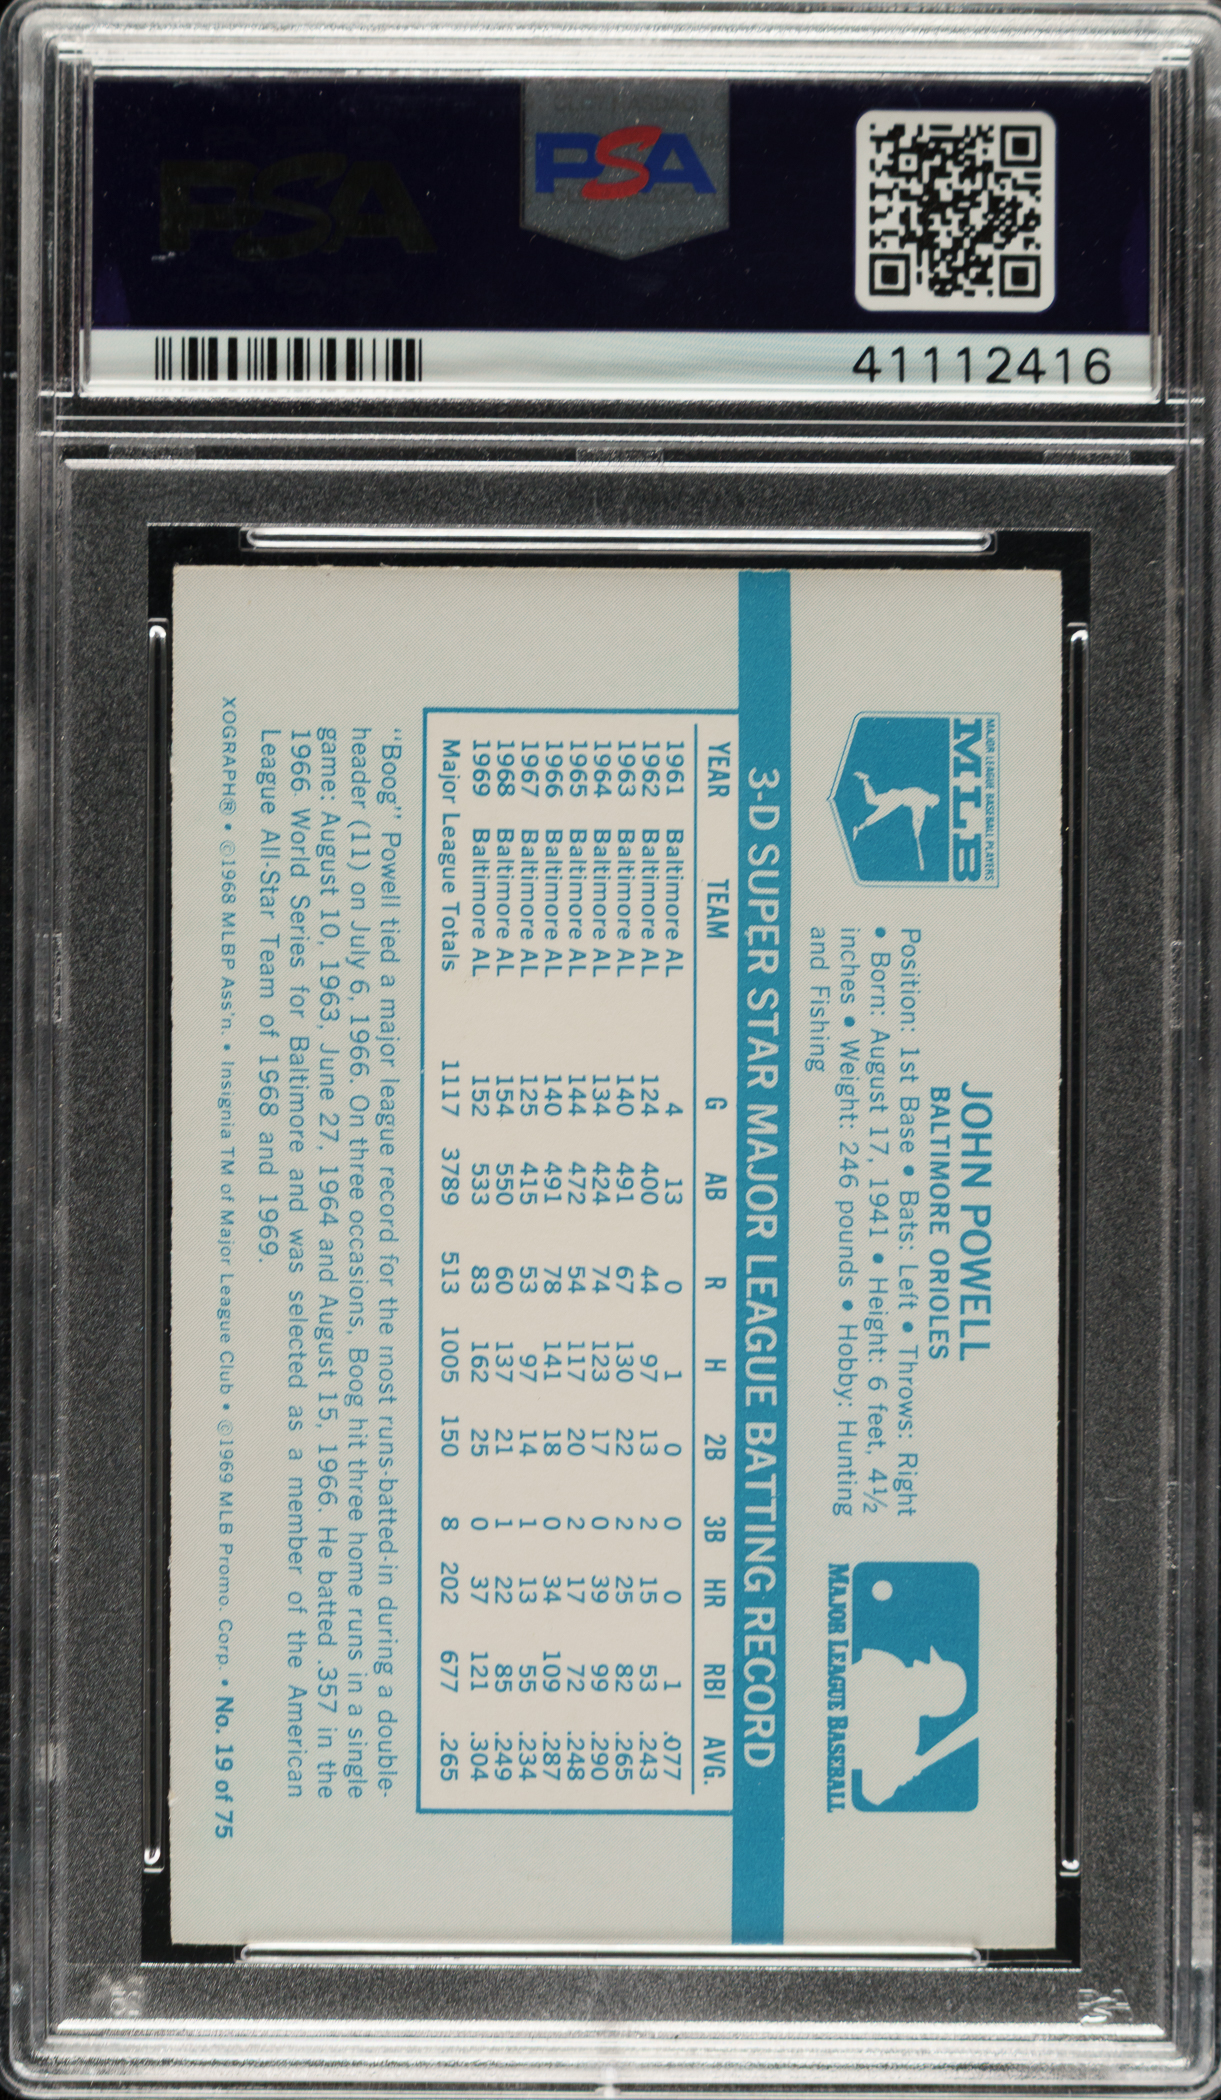 PSA
PSA
41112416
MAJOR LEAGUE BASEBALL PLAYERS
MLB
JOHN POWELL
BALTIMORE ORIOLES
Position: 1st Base • Bats: Left • Throws: Right
• Born: August 17, 1941 • Height: 6 feet, 4½
inches • Weight: 246 pounds • Hobby: Hunting
and Fishing
MAJOR LEAGUE BASEBALL
3-D SUPER STAR MAJOR LEAGUE BATTING RECORD
YEAR TEAM G AB R H 2B 3B HR RBI AVG.
1961 Baltimore AL 4 13 0 1 0 0 0 1 .077
1962 Baltimore AL 124 400 44 97 13 2 15 53 .243
1963 Baltimore AL 140 491 67 130 22 2 25 82 .265
1964 Baltimore AL 134 424 74 123 17 0 39 99 .290
1965 Baltimore AL 144 472 54 117 20 2 17 72 .248
1966 Baltimore AL 140 491 78 141 18 0 34 109 .287
1967 Baltimore AL 125 415 53 97 14 1 13 55 .234
1968 Baltimore AL 154 550 60 137 21 1 22 85 .249
1969 Baltimore AL 152 533 83 162 25 0 37 121 .304
Major League Totals 1117 3789 513 1005 150 8 202 677 .265
"Boog" Powell tied a major league record for the most runs-batted-in during a double-
header (11) on July 6, 1966. On three occasions, Boog hit three home runs in a single
game: August 10, 1963, June 27, 1964 and August 15, 1966. He batted .357 in the
1966 World Series for Baltimore and was selected as a member of the American
League All-Star Team of 1968 and 1969.
XOGRAPH® • ©1968 MLBP Ass'n. • Insignia TM of Major League Club • ©1969 MLB Promo. Corp. • No. 19 of 75